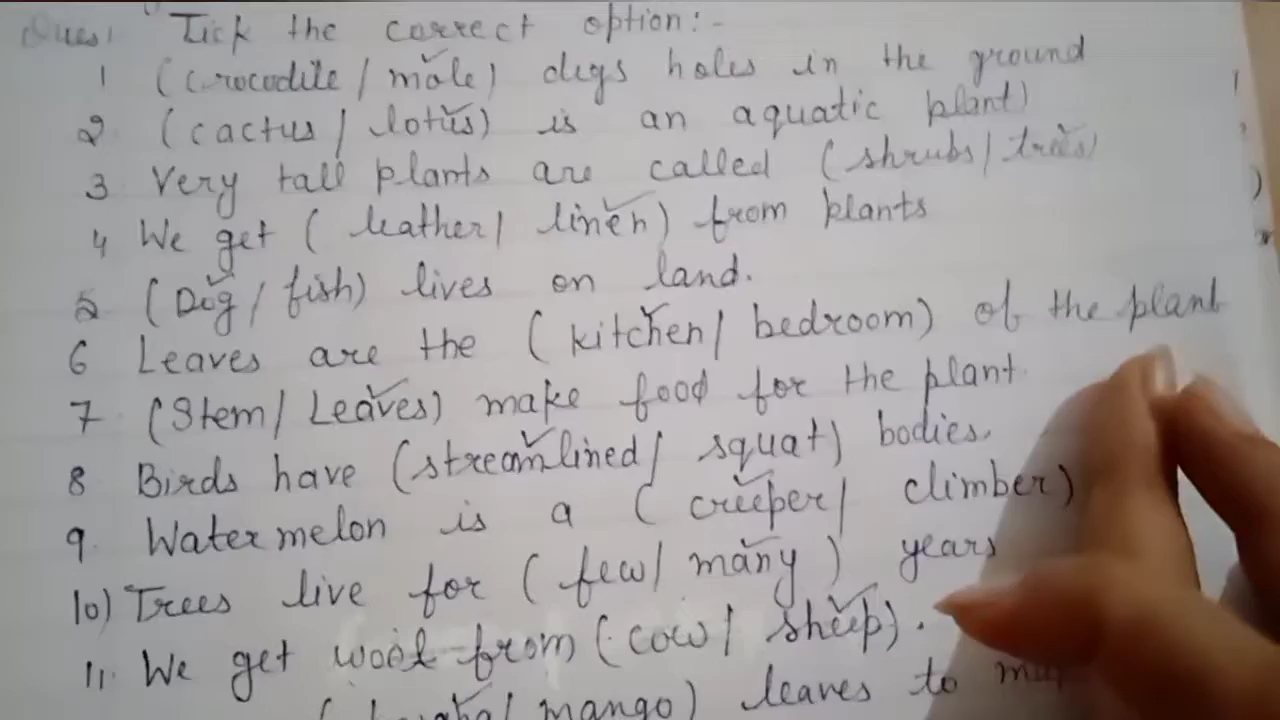 Ques1 Tick the correct option:-
1 (crocodile / mole) digs holes in the ground
2 (cactus / lotus) is an aquatic plant)
3 Very tall plants are called (shrubs / trees)
4 We get ( leather / linen) from plants
5 (Dog / fish) lives on land.
6 Leaves are the ( kitchen / bedroom) of the plant
7 (Stem / Leaves) make food for the plant
8 Birds have (streamlined / squat) bodies.
9. Watermelon is a ( creeper / climber)
10) Trees live for ( few / many ) years
11. We get wool from (cow / sheep).
mango) leaves to